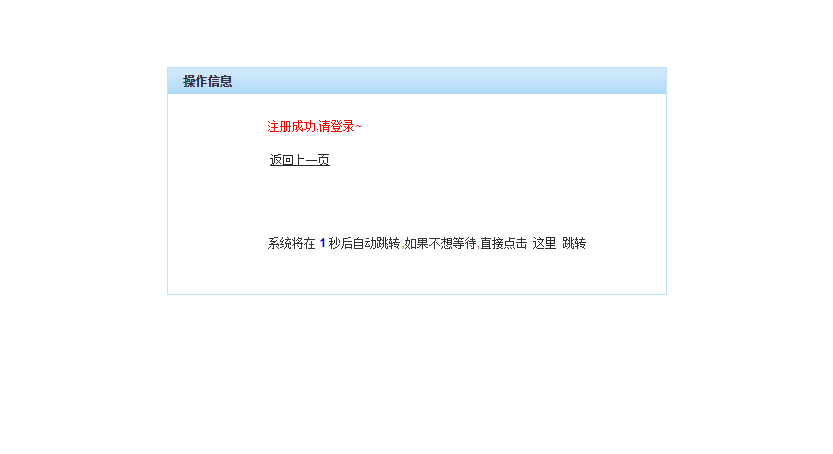 操作信息
注册成功,请登录~
返回上一页
系统将在 1 秒后自动跳转,如果不想等待,直接点击 这里 跳转